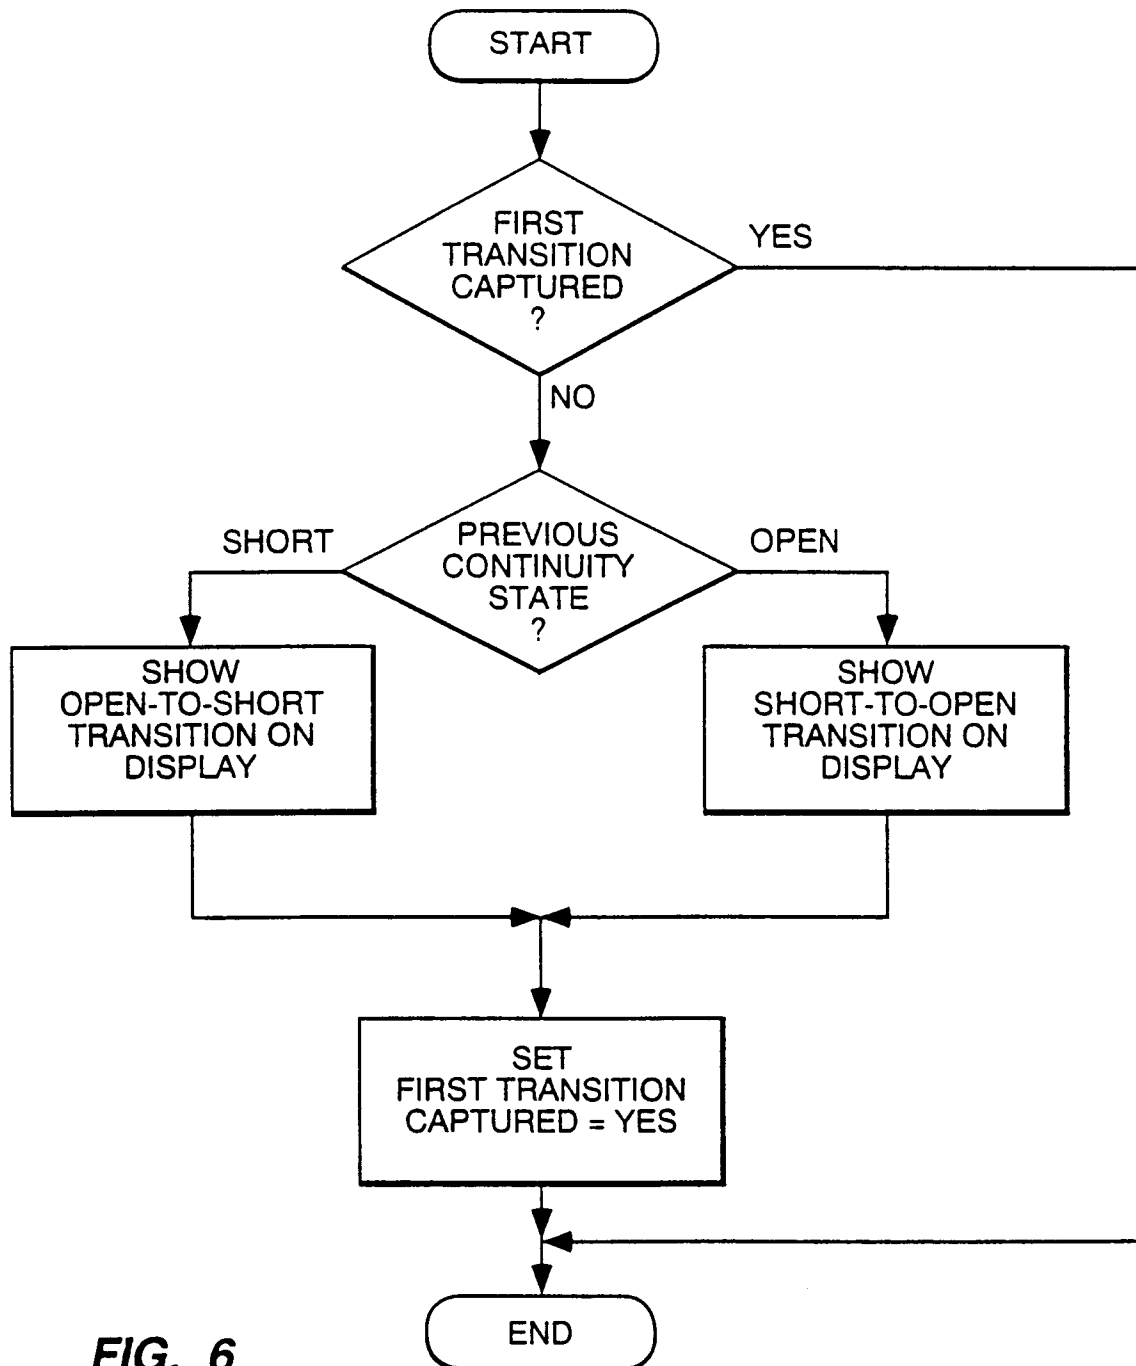 START
FIRST
TRANSITION
CAPTURED
?
YES
NO
PREVIOUS
CONTINUITY
STATE
?
SHORT
OPEN
SHOW
OPEN-TO-SHORT
TRANSITION ON
DISPLAY
SHOW
SHORT-TO-OPEN
TRANSITION ON
DISPLAY
SET
FIRST TRANSITION
CAPTURED = YES
END
FIG. 6